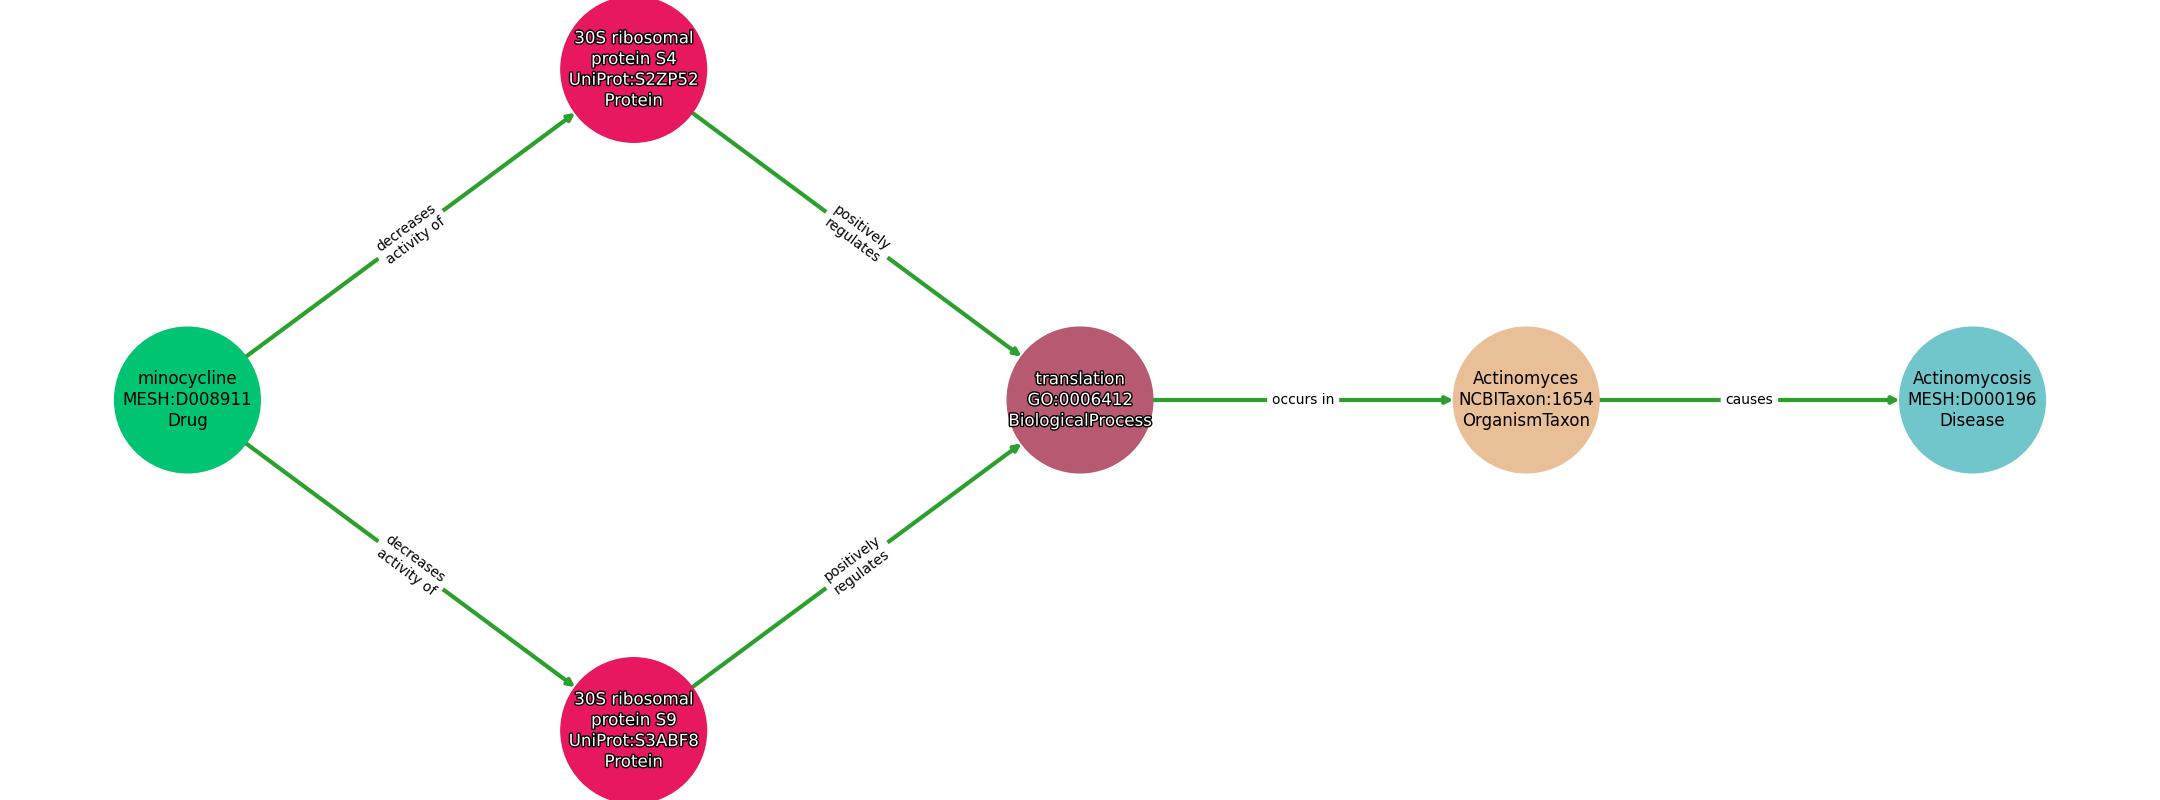 30S ribosomal
protein S4
UniProt:S2ZP52
Protein
decreases
activity of
positively
regulates
minocycline
MESH:D008911
Drug
translation
GO:0006412
BiologicalProcess
occurs in
Actinomyces
NCBITaxon:1654
OrganismTaxon
causes
Actinomycosis
MESH:D000196
Disease
decreases
activity of
positively
regulates
30S ribosomal
protein S9
UniProt:S3ABF8
Protein